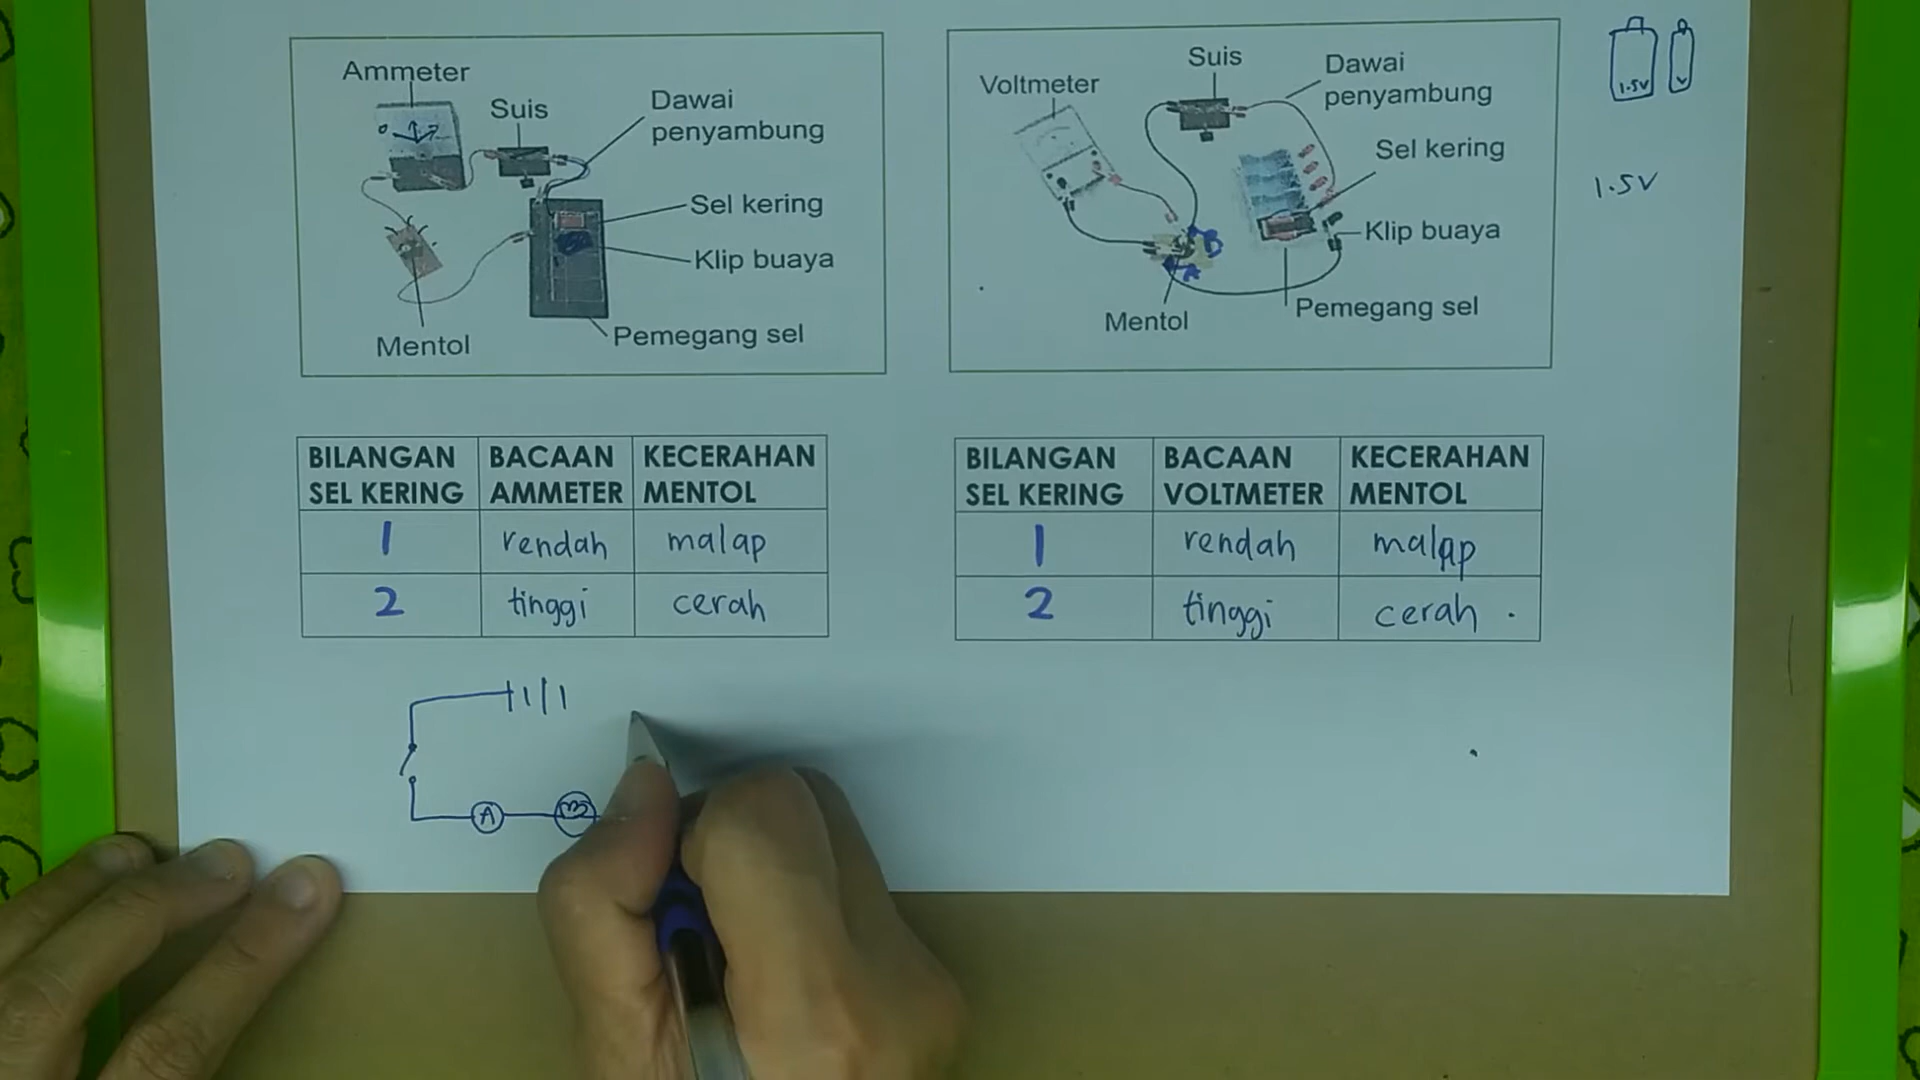 Ammeter
Suis
Dawai
penyambung
Sel kering
Klip buaya
Pemegang sel
Mentol
Voltmeter
Suis
Dawai
penyambung
Sel kering
Klip buaya
Pemegang sel
Mentol
B
A
1.5V
1.5V
BILANGAN SEL KERING BACAAN AMMETER KECERAHAN MENTOL
1 rendah malap
2 tinggi cerah
BILANGAN SEL KERING BACAAN VOLTMETER KECERAHAN MENTOL
1 rendah malap
2 tinggi cerah
A